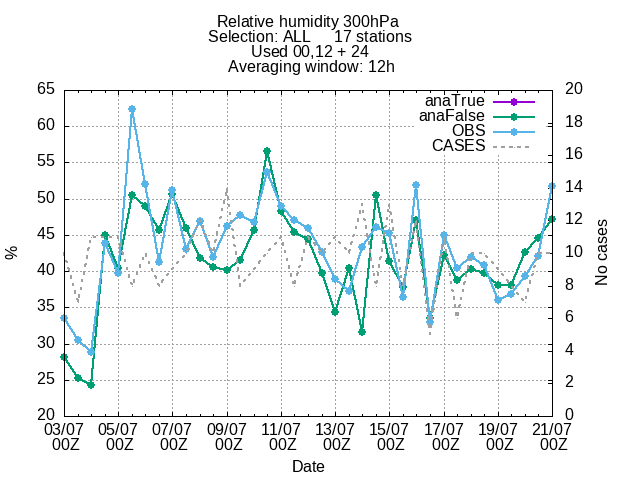 Relative humidity 300hPa
Selection: ALL 17 stations
Used 00,12 + 24
Averaging window: 12h
anaTrue
anaFalse
OBS
CASES
%
65
60
55
50
45
40
35
30
25
20
No cases
20
18
16
14
12
10
8
6
4
2
0
03/07 05/07 07/07 09/07 11/07 13/07 15/07 17/07 19/07 21/07
00Z 00Z 00Z 00Z 00Z 00Z 00Z 00Z 00Z 00Z
Date